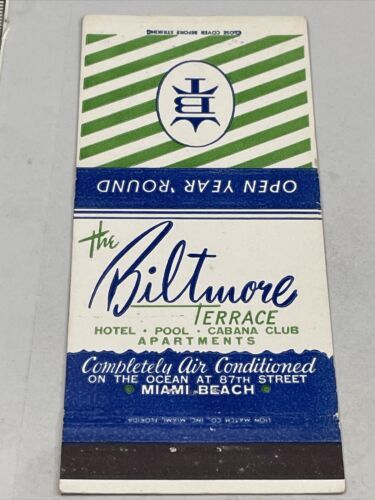 CLOSE COVER BEFORE STRIKING
BT
OPEN YEAR 'ROUND
the
Biltmore
TERRACE
HOTEL • POOL • CABANA CLUB
APARTMENTS
Completely Air Conditioned
ON THE OCEAN AT 87TH STREET
• MIAMI BEACH •
LION MATCH CO., INC. MIAMI, FLORIDA